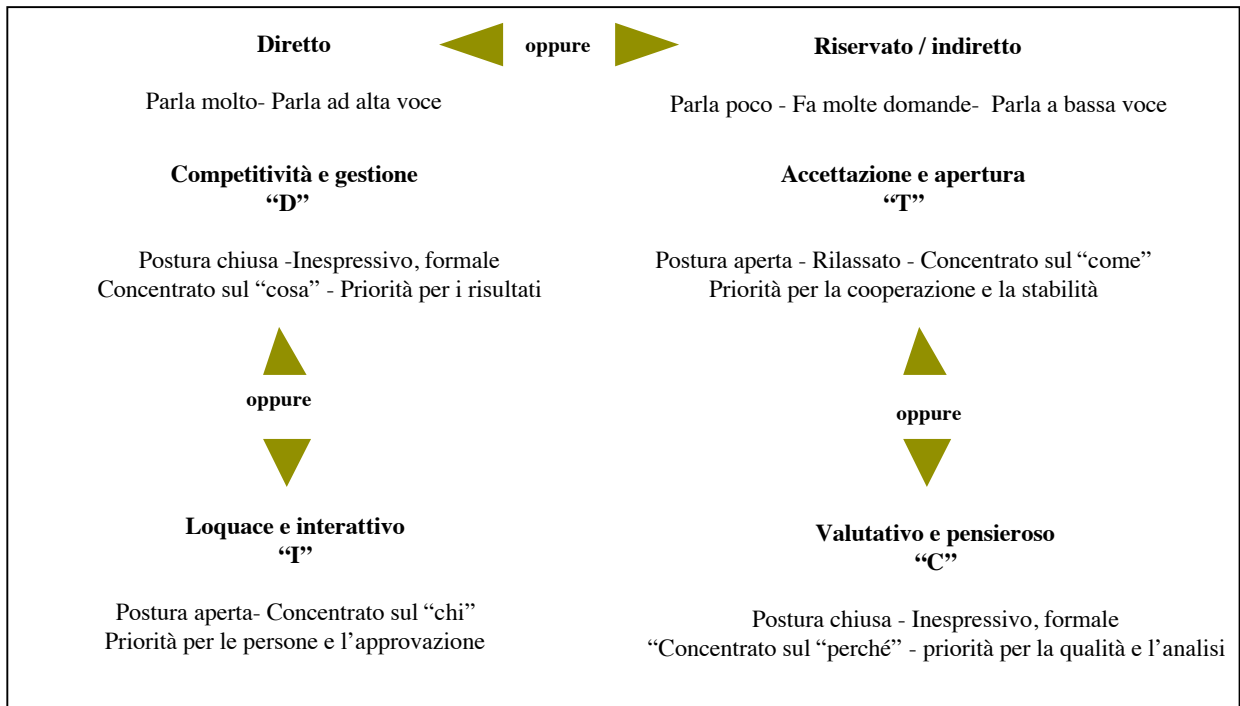 Diretto
oppure
Riservato / indiretto
Parla molto- Parla ad alta voce
Parla poco - Fa molte domande- Parla a bassa voce
Competitività e gestione
“D”
Accettazione e apertura
“T”
Postura chiusa -Inespressivo, formale
Concentrato sul “cosa” - Priorità per i risultati
Postura aperta - Rilassato - Concentrato sul “come”
Priorità per la cooperazione e la stabilità
oppure
oppure
Loquace e interattivo
“I”
Valutativo e pensieroso
“C”
Postura aperta- Concentrato sul “chi”
Priorità per le persone e l’approvazione
Postura chiusa - Inespressivo, formale
“Concentrato sul “perché” - priorità per la qualità e l’analisi